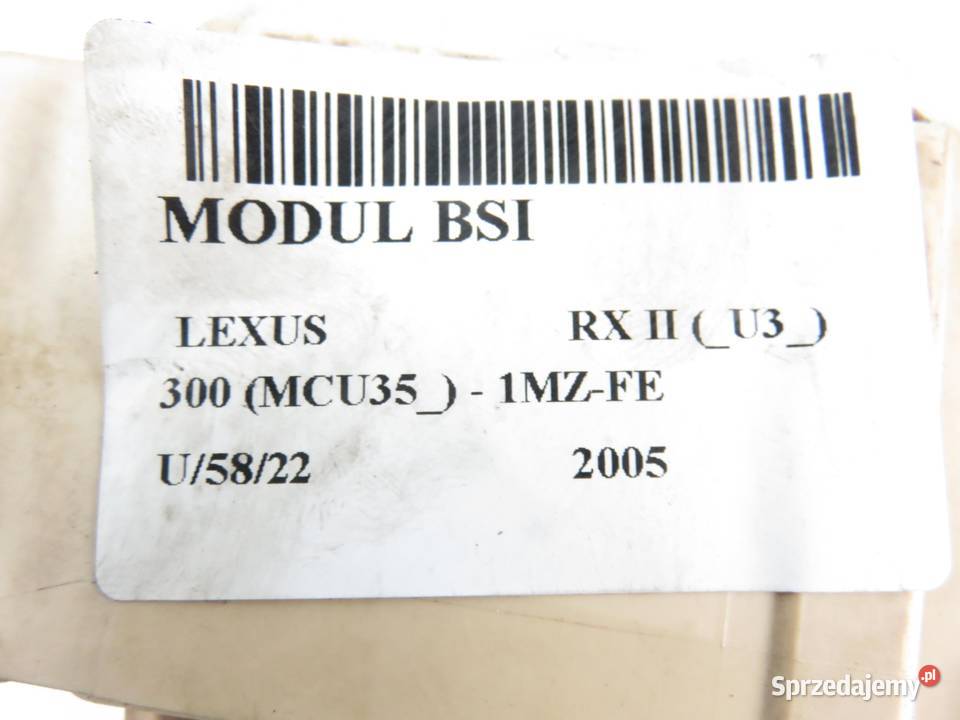 MODUL BSI
LEXUS RX II (_U3_)
300 (MCU35_) - 1MZ-FE
U/58/22 2005
Sprzedajemy.pl